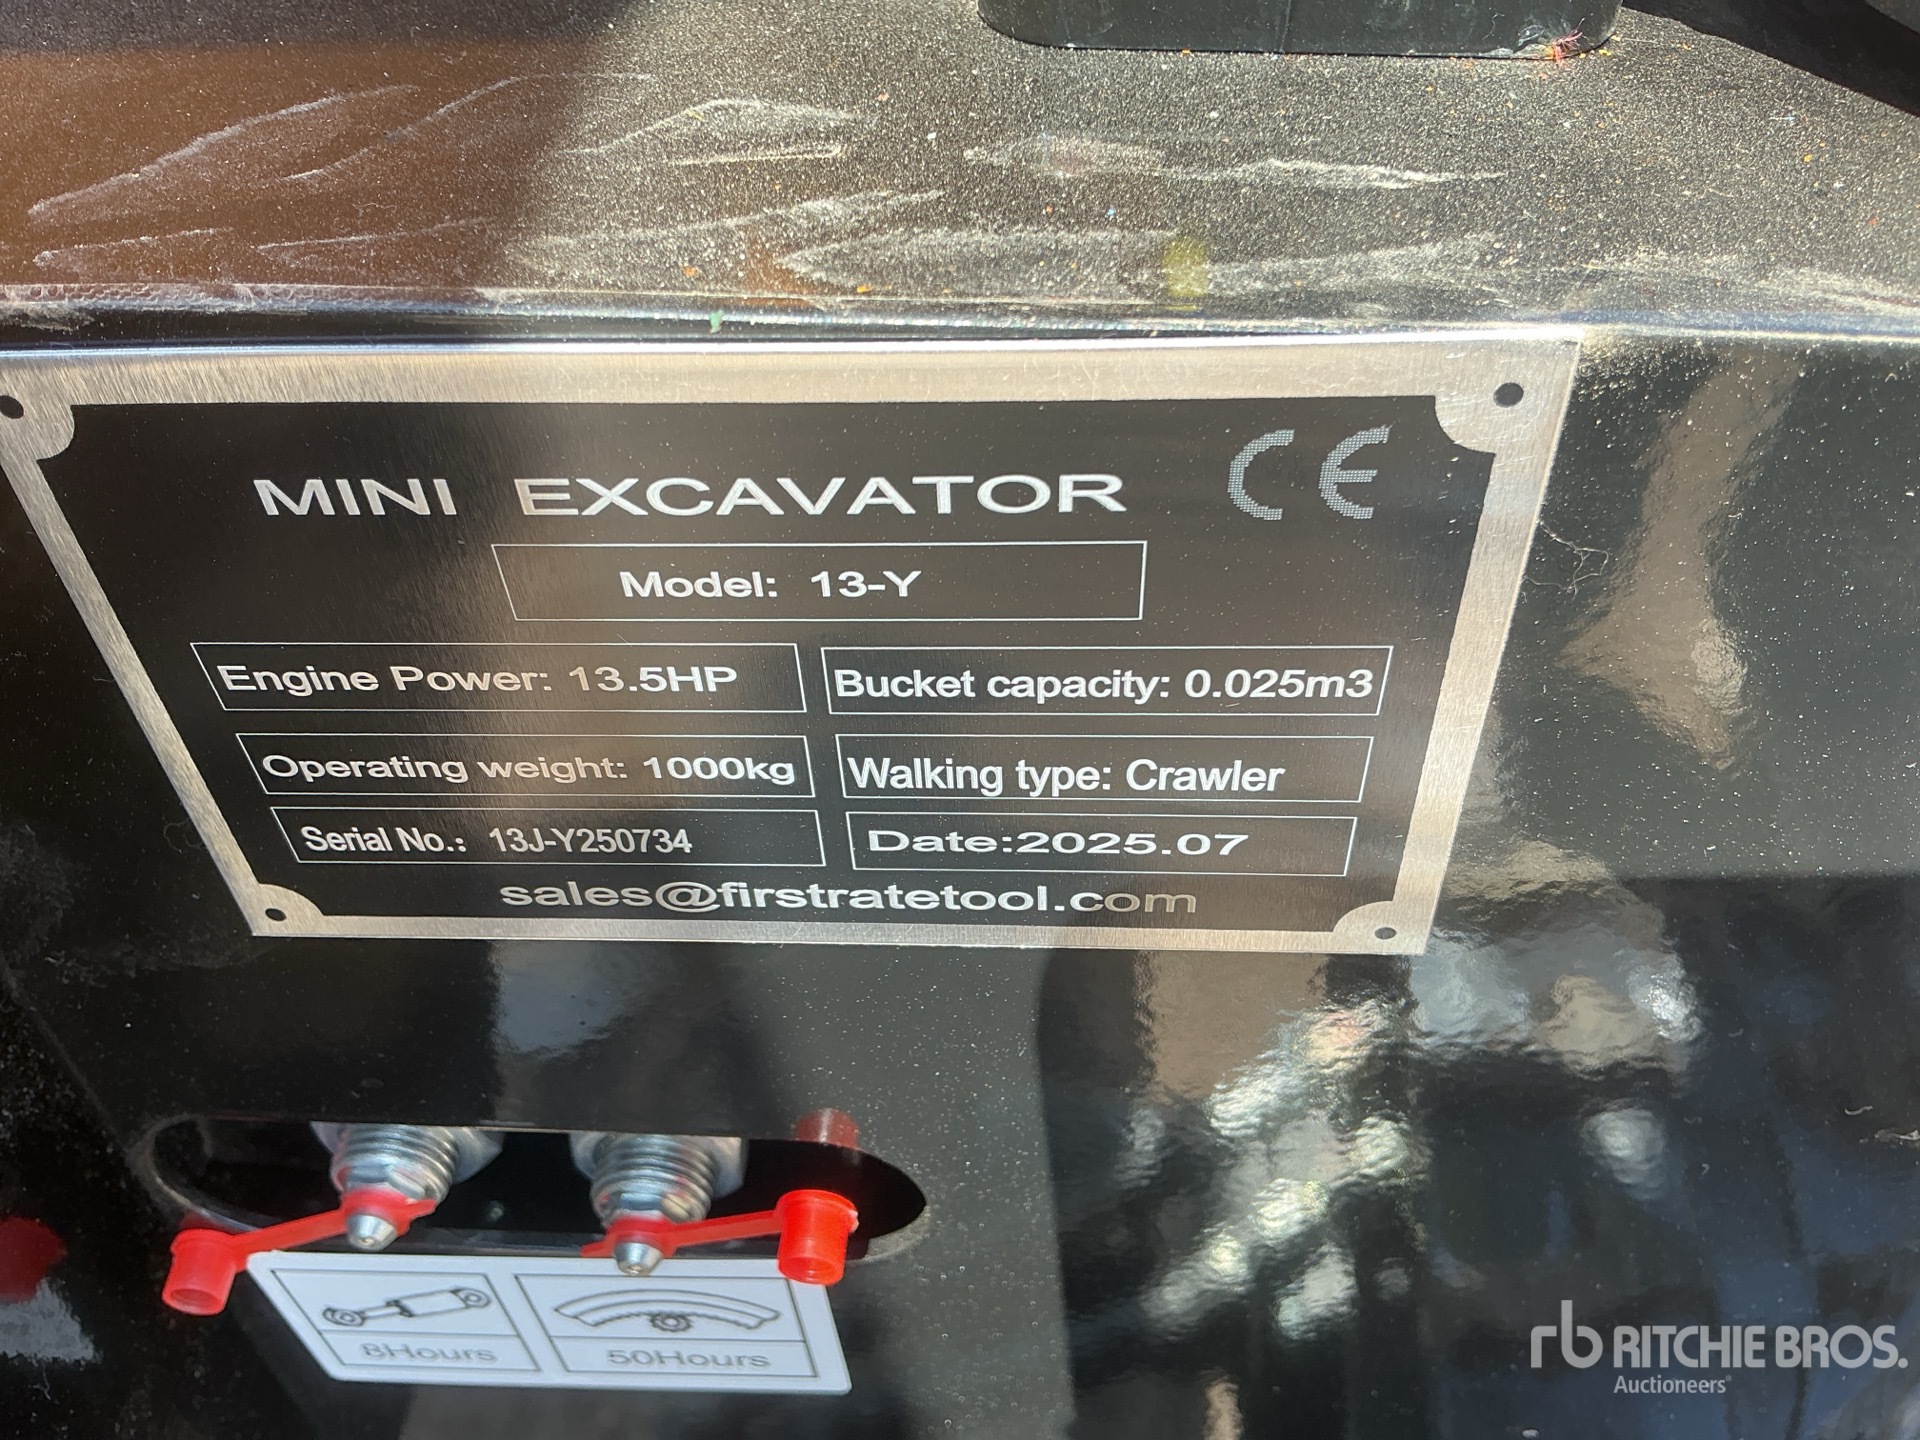 MINI EXCAVATOR CE
Model: 13-Y
Engine Power: 13.5HP
Bucket capacity: 0.025m3
Operating weight: 1000kg
Walking type: Crawler
Serial No.: 13J-Y250734
Date:2025.07
sales@firstratetool.com
8Hours
50Hours
rb RITCHIE BROS.
Auctioneers